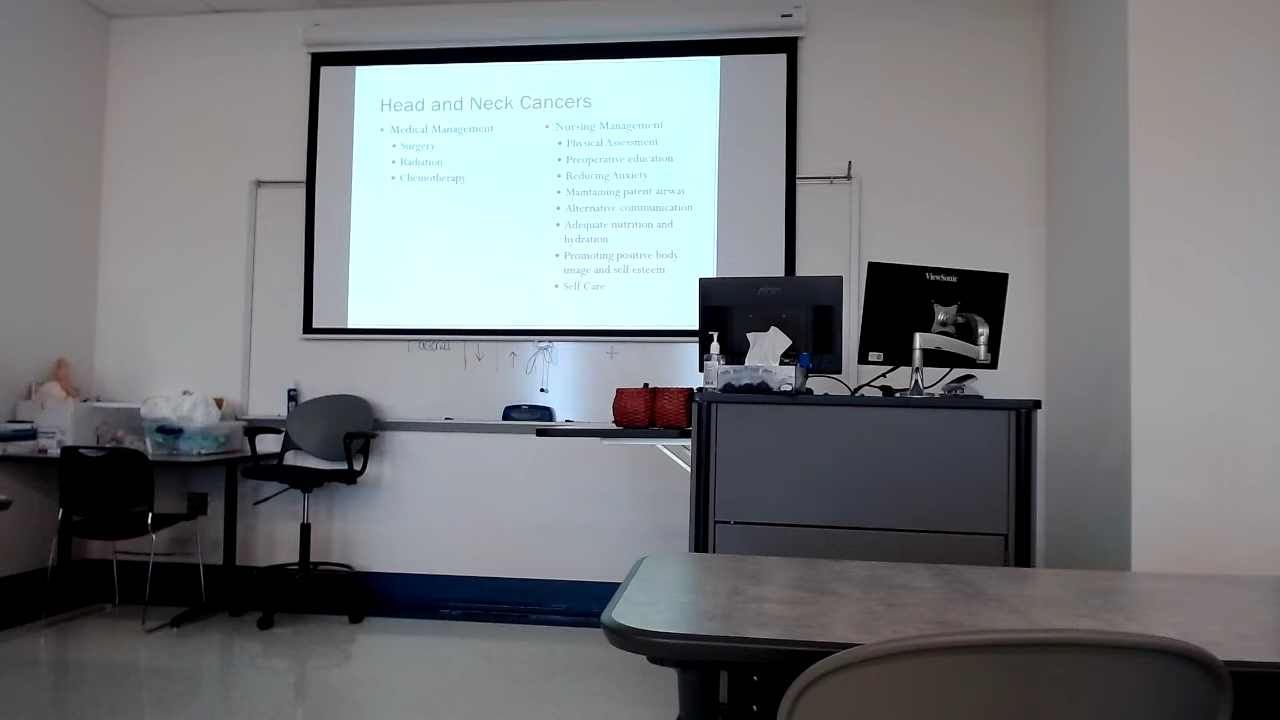 Head and Neck Cancers
• Medical Management
• Surgery
• Radiation
• Chemotherapy
• Nursing Management
• Physical Assessment
• Preoperative education
• Reducing Anxiety
• Maintaining patent airway
• Alternative communication
• Adequate nutrition and
hydration
• Promoting positive body
image and self esteem
• Self Care
AOC
ViewSonic